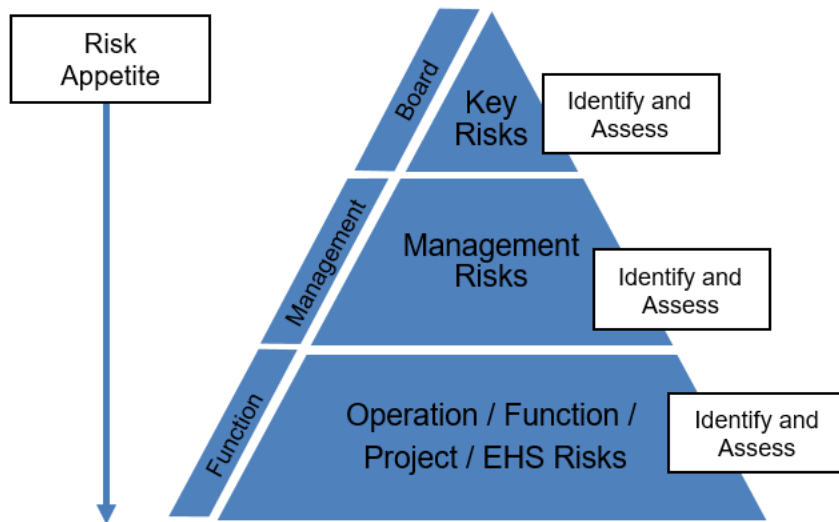 Risk
Appetite
Board
Key
Risks
Identify and
Assess
Management
Management
Risks
Identify and
Assess
Function
Operation / Function /
Project / EHS Risks
Identify and
Assess